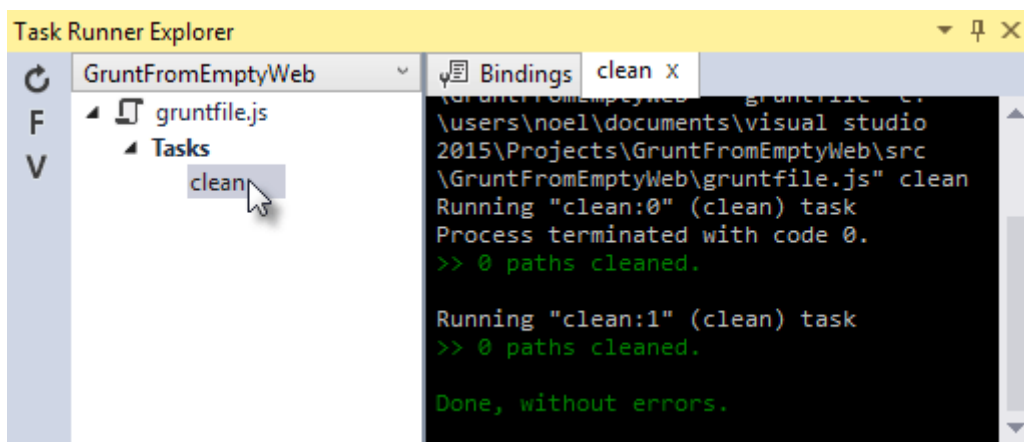 Task Runner Explorer
GruntFromEmptyWeb
gruntfile.js
F
Tasks
V
clean
Bindings clean X
\GruntFromEmptyWeb" --gruntfile "c:
\users\noel\documents\visual studio
2015\Projects\GruntFromEmptyWeb\src
\GruntFromEmptyWeb\gruntfile.js" clean
Running "clean:0" (clean) task
Process terminated with code 0.
>> 0 paths cleaned.
Running "clean:1" (clean) task
>> 0 paths cleaned.
Done, without errors.